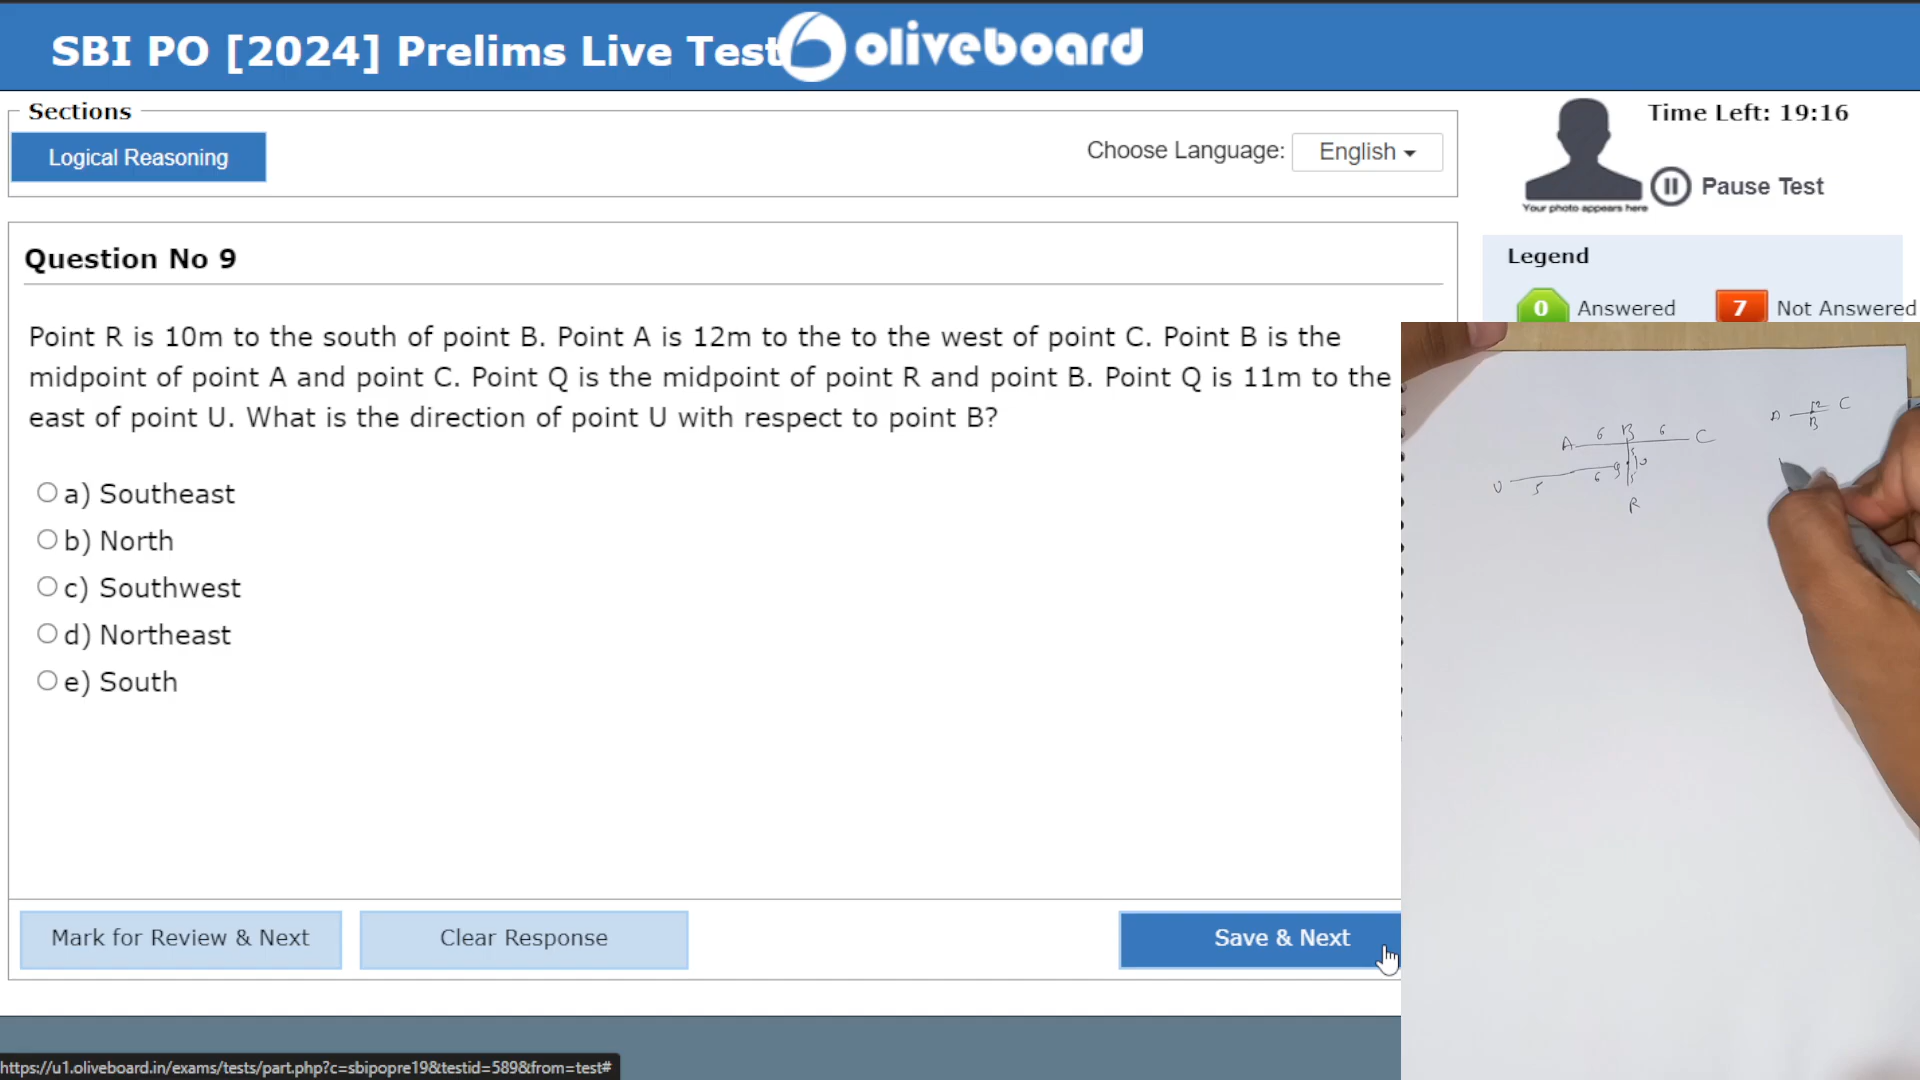 SBI PO [2024] Prelims Live Test
oliveboard
Sections
Logical Reasoning
Choose Language:
English
Time Left: 19:16
Pause Test
Your photo appears here
Question No 9
Legend
0 Answered
7 Not Answered
Point R is 10m to the south of point B. Point A is 12m to the to the west of point C. Point B is the
midpoint of point A and point C. Point Q is the midpoint of point R and point B. Point Q is 11m to the
east of point U. What is the direction of point U with respect to point B?
a) Southeast
b) North
c) Southwest
d) Northeast
e) South
12 C
B
A 6 B 6 C
U 5 6
R
Mark for Review & Next
Clear Response
Save & Next
https://u1.oliveboard.in/exams/tests/part.php?c=sbipopre19&testid=589&from=test#